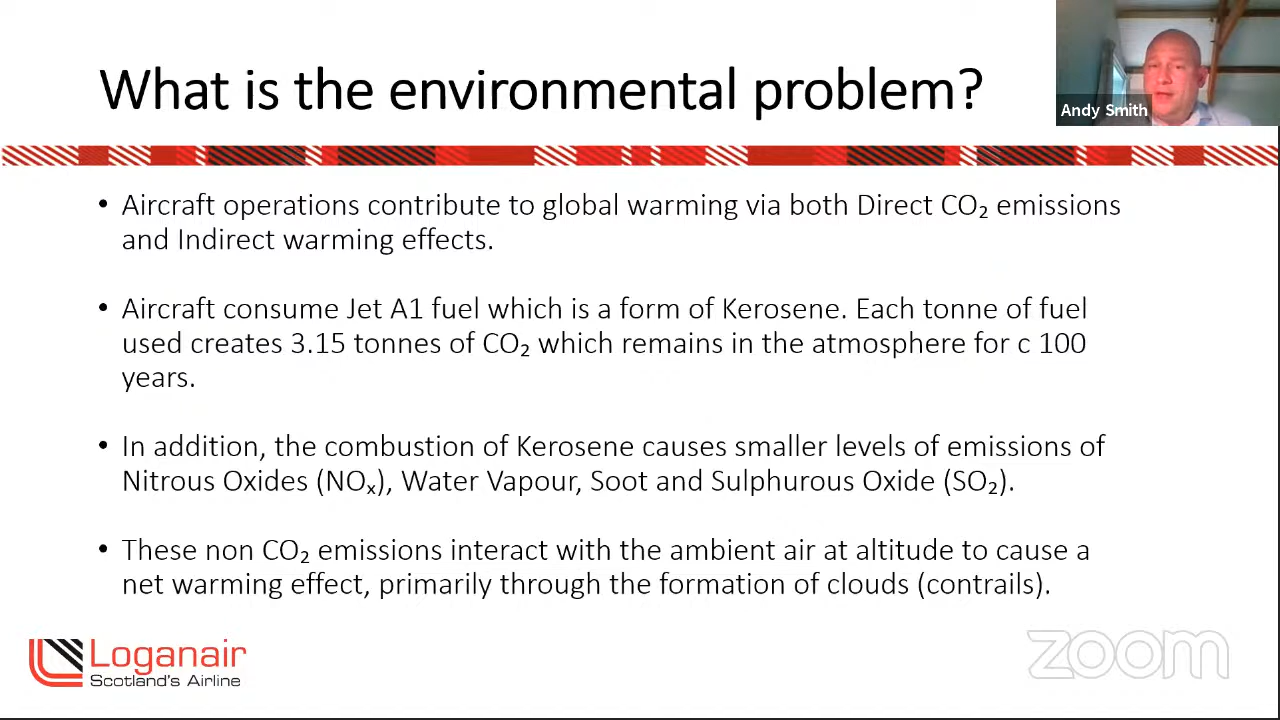 What is the environmental problem?
Andy Smith
• Aircraft operations contribute to global warming via both Direct CO₂ emissions
and Indirect warming effects.
• Aircraft consume Jet A1 fuel which is a form of Kerosene. Each tonne of fuel
used creates 3.15 tonnes of CO₂ which remains in the atmosphere for c 100
years.
• In addition, the combustion of Kerosene causes smaller levels of emissions of
Nitrous Oxides (NOₓ), Water Vapour, Soot and Sulphurous Oxide (SO₂).
• These non CO₂ emissions interact with the ambient air at altitude to cause a
net warming effect, primarily through the formation of clouds (contrails).
Loganair
Scotland's Airline
zoom